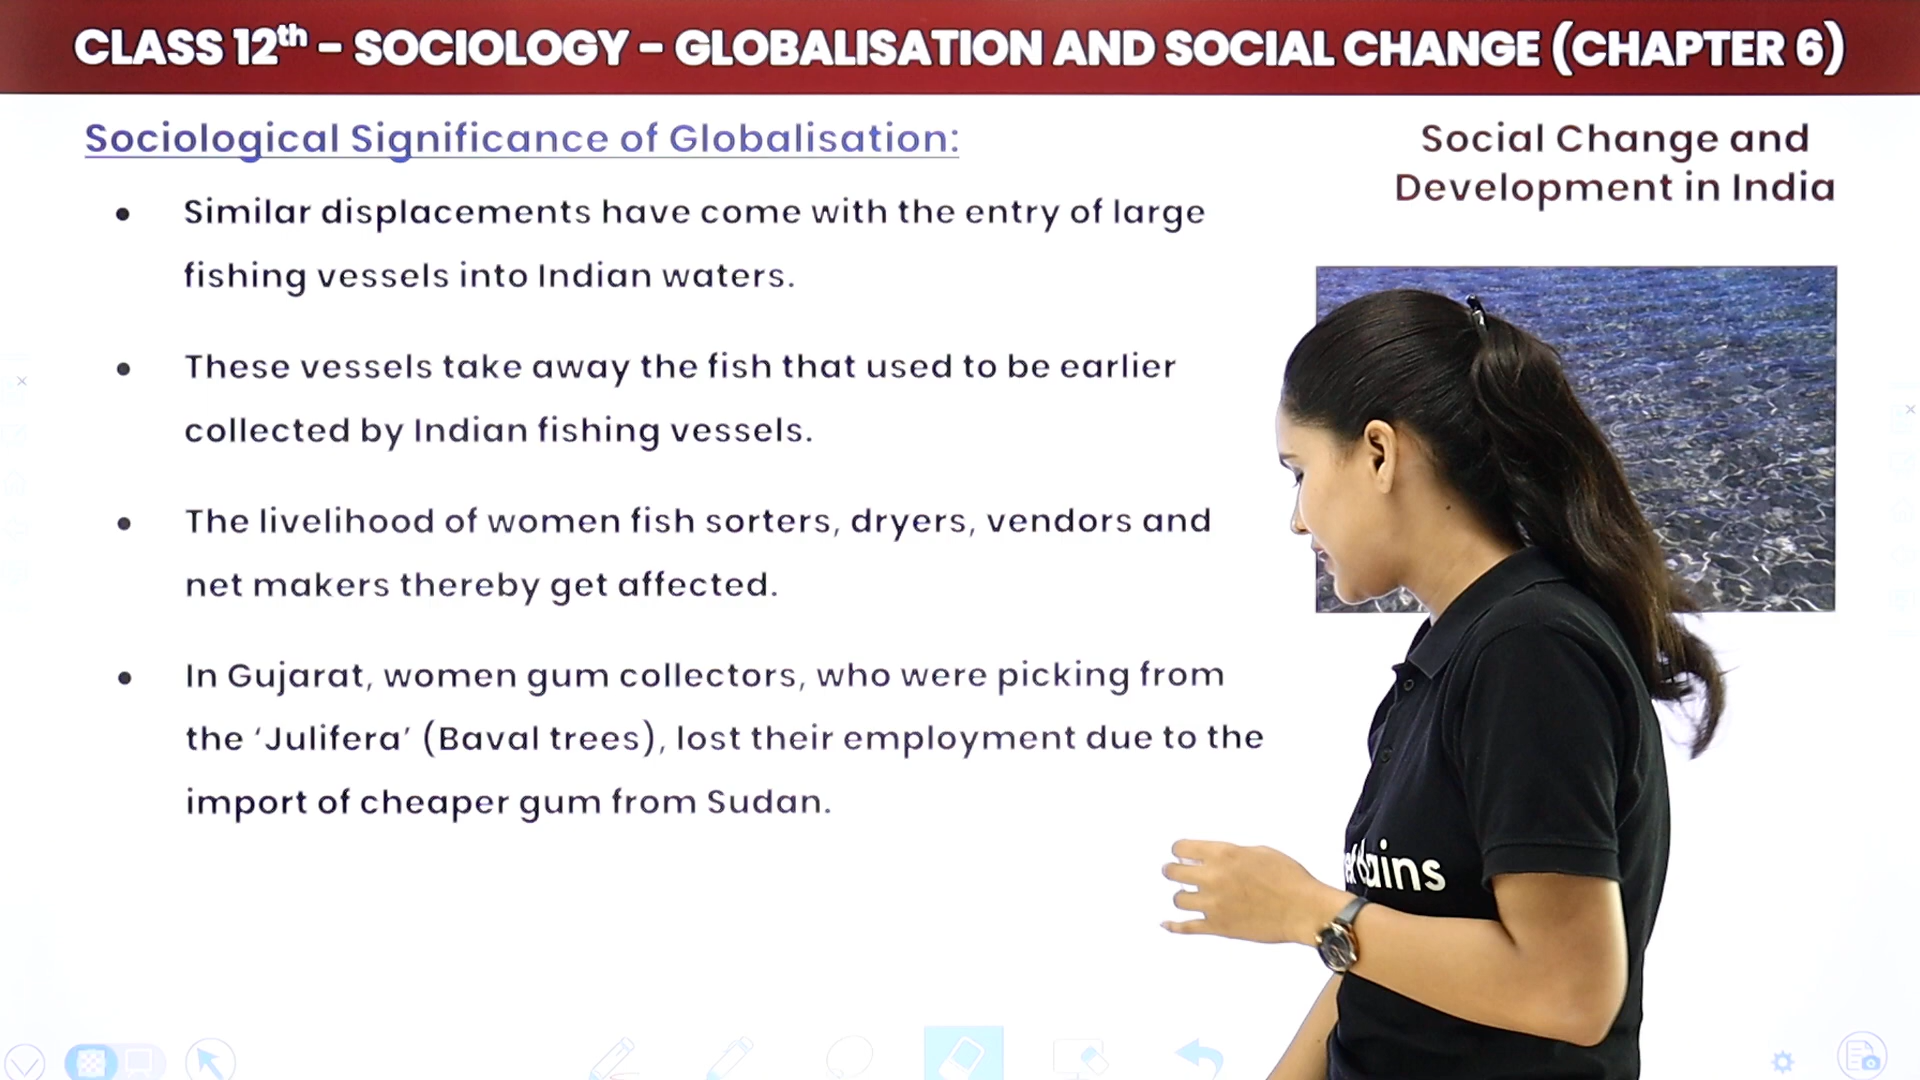 CLASS 12th – SOCIOLOGY – GLOBALISATION AND SOCIAL CHANGE (CHAPTER 6)
Sociological Significance of Globalisation:
Social Change and
Development in India
• Similar displacements have come with the entry of large
fishing vessels into Indian waters.
• These vessels take away the fish that used to be earlier
collected by Indian fishing vessels.
• The livelihood of women fish sorters, dryers, vendors and
net makers thereby get affected.
• In Gujarat, women gum collectors, who were picking from
the ‘Julifera’ (Baval trees), lost their employment due to the
import of cheaper gum from Sudan.